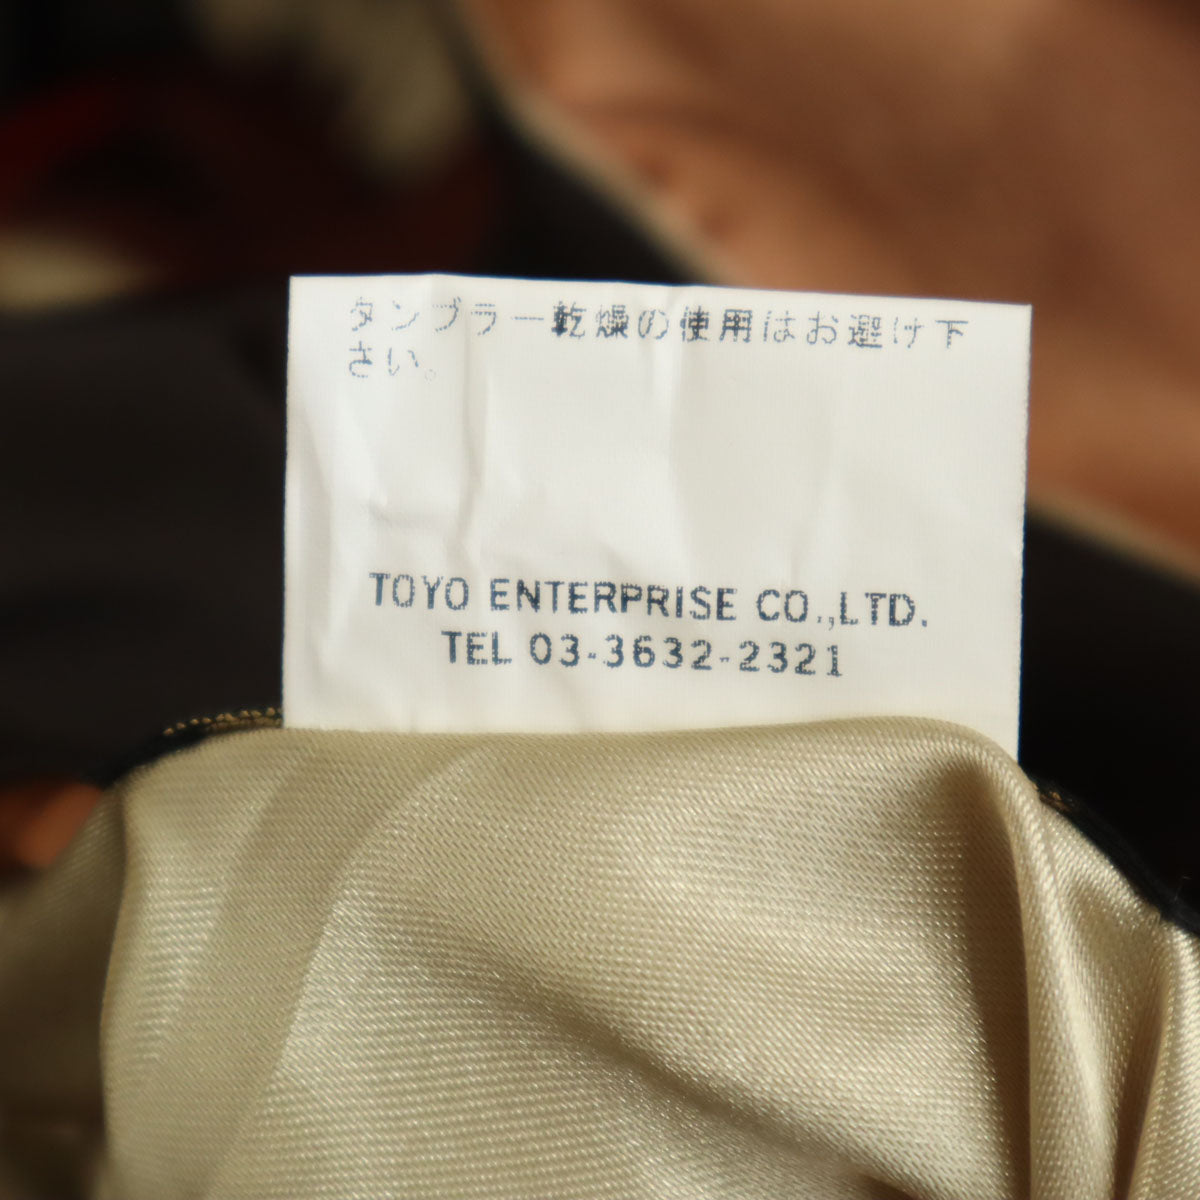 タンブラー乾燥の使用はお避け下
さい。
TOYO ENTERPRISE CO.,LTD.
TEL 03-3632-2321